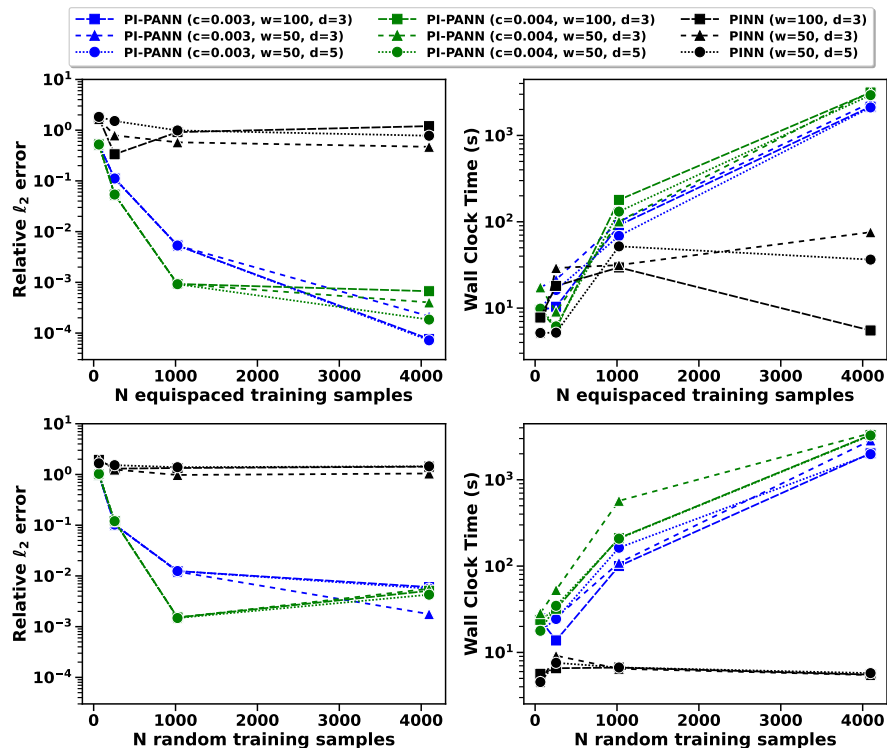 PI-PANN (c=0.003, w=100, d=3) PI-PANN (c=0.004, w=100, d=3) PINN (w=100, d=3)
PI-PANN (c=0.003, w=50, d=3) PI-PANN (c=0.004, w=50, d=3) PINN (w=50, d=3)
PI-PANN (c=0.003, w=50, d=5) PI-PANN (c=0.004, w=50, d=5) PINN (w=50, d=5)
Relative ℓ₂ error
10¹
10⁰
10⁻¹
10⁻²
10⁻³
10⁻⁴
0 1000 2000 3000 4000
N equispaced training samples
Wall Clock Time (s)
10³
10²
10¹
0 1000 2000 3000 4000
N equispaced training samples
Relative ℓ₂ error
10¹
10⁰
10⁻¹
10⁻²
10⁻³
10⁻⁴
0 1000 2000 3000 4000
N random training samples
Wall Clock Time (s)
10³
10²
10¹
0 1000 2000 3000 4000
N random training samples